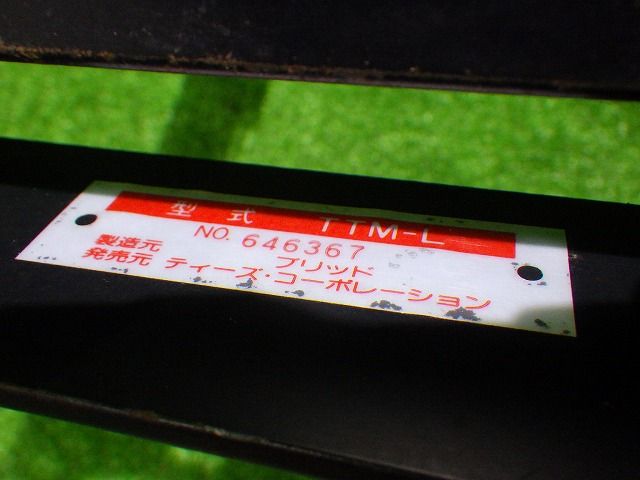 型式 TTM-L
NO. 646367
製造元 ブリッド
発売元 ティーズ・コーポレーション